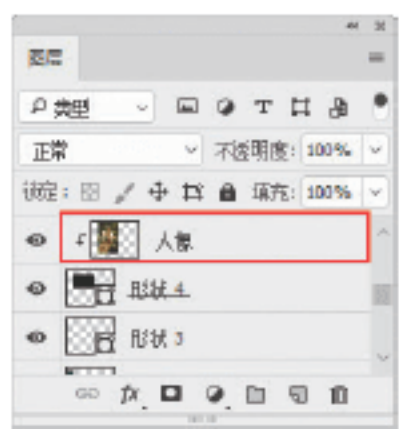 图层
类型
正常 不透明度: 100%
锁定: 填充: 100%
人像
形状 4
形状 3
fx